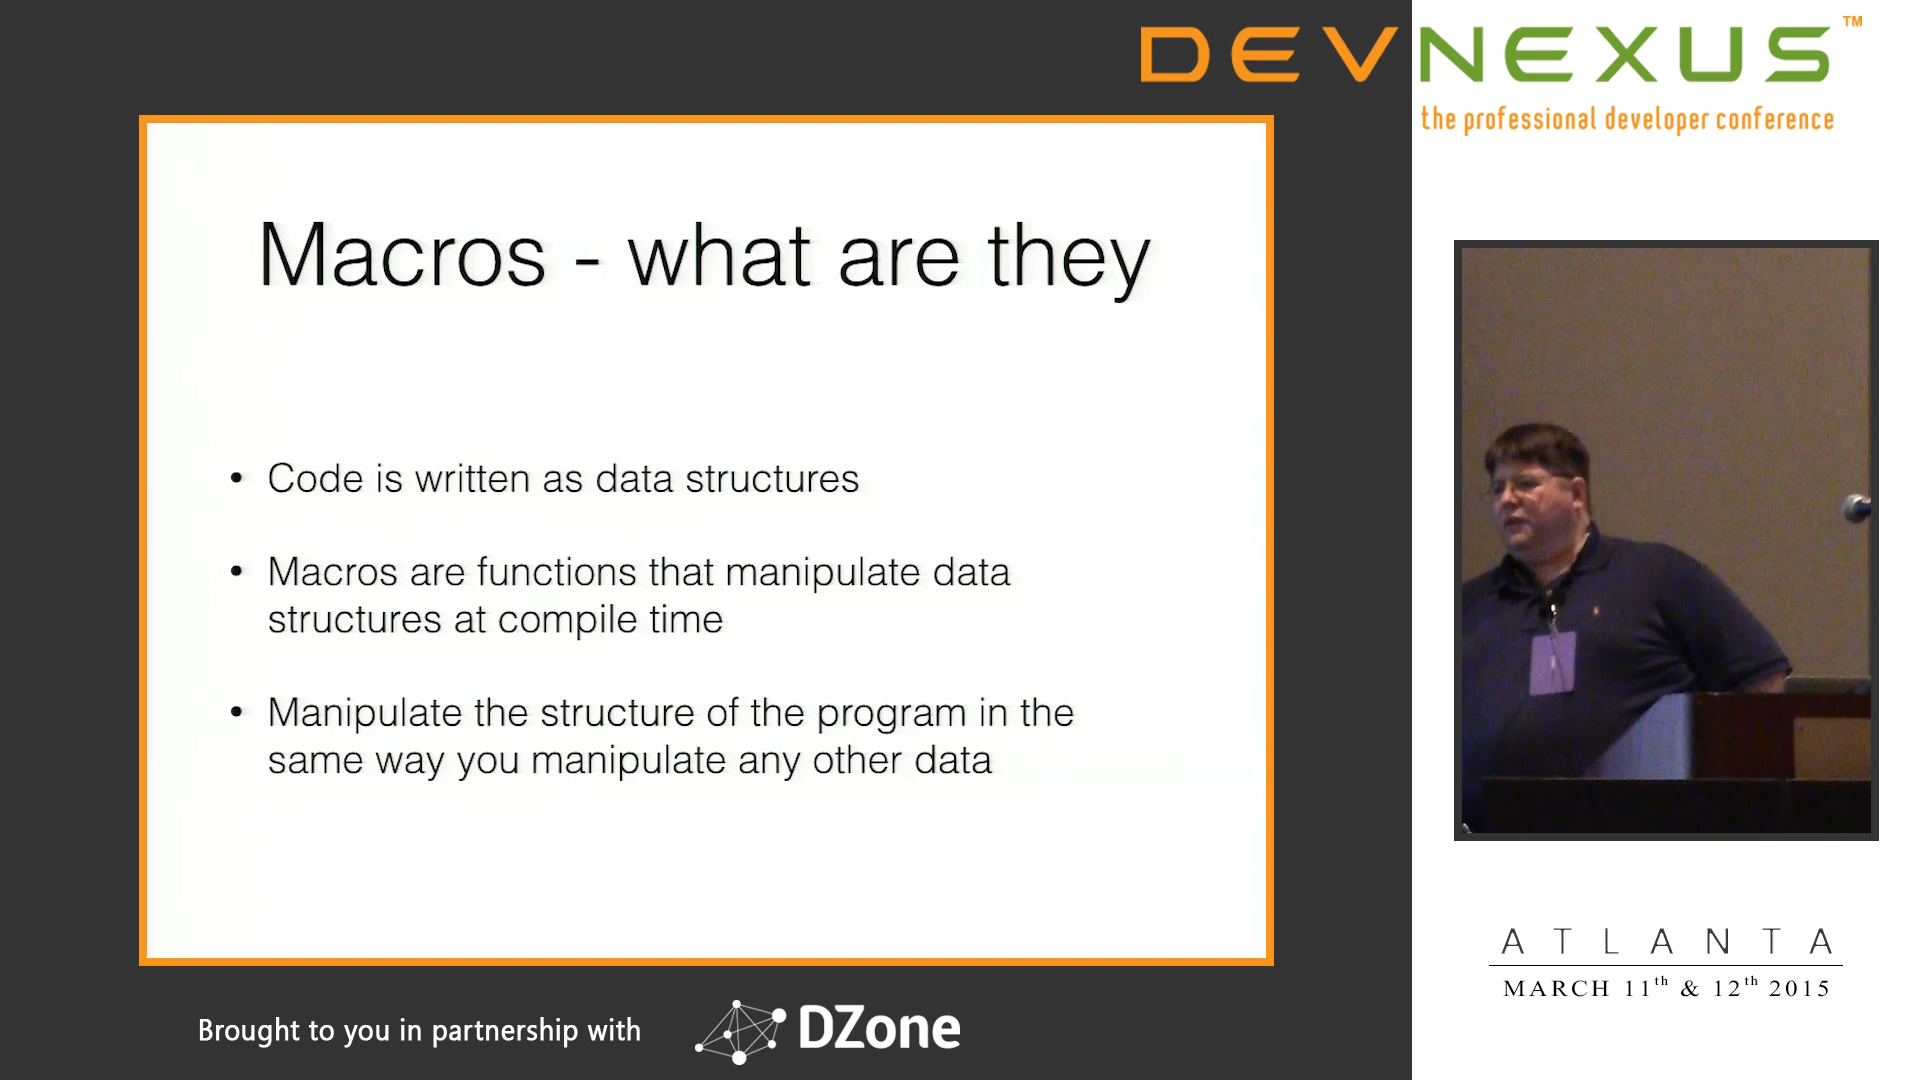 DEVNEXUS™
the professional developer conference
Macros - what are they
• Code is written as data structures
• Macros are functions that manipulate data
structures at compile time
• Manipulate the structure of the program in the
same way you manipulate any other data
ATLANTA
MARCH 11th & 12th 2015
Brought to you in partnership with
DZone